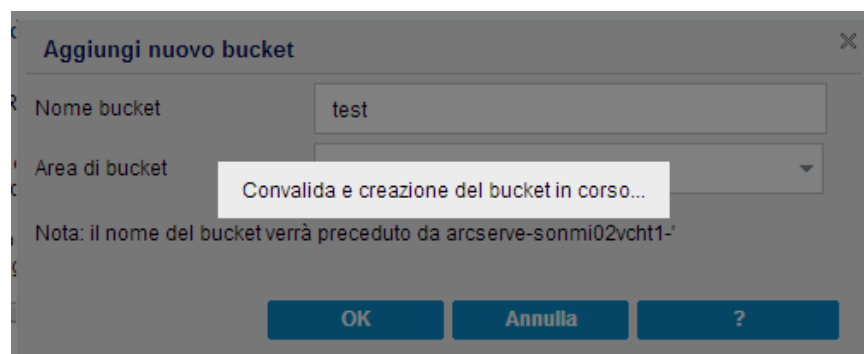 Aggiungi nuovo bucket
Nome bucket test
Area di bucket
Convalida e creazione del bucket in corso...
Nota: il nome del bucket verrà preceduto da arcserve-sonmi02vcht1-'
OK Annulla ?